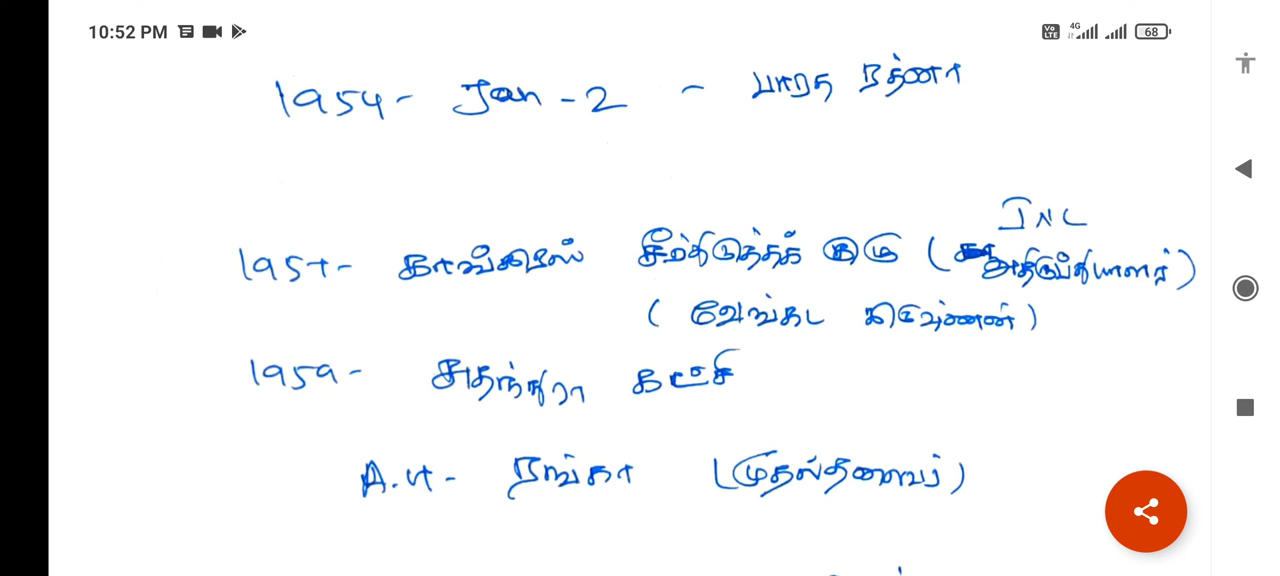 10:52 PM 4G 68
1954 - Jan - 2 - பாரத ரத்னா
INC
1957 - காங்கிரஸ் சீர்திருத்தக் குழு ( அதிருப்தியாளர் )
( வேங்கட கிருஷ்ணன் )
1959 - சுதந்திரா கட்சி
ரங்கா (முதல்தலைவர்)